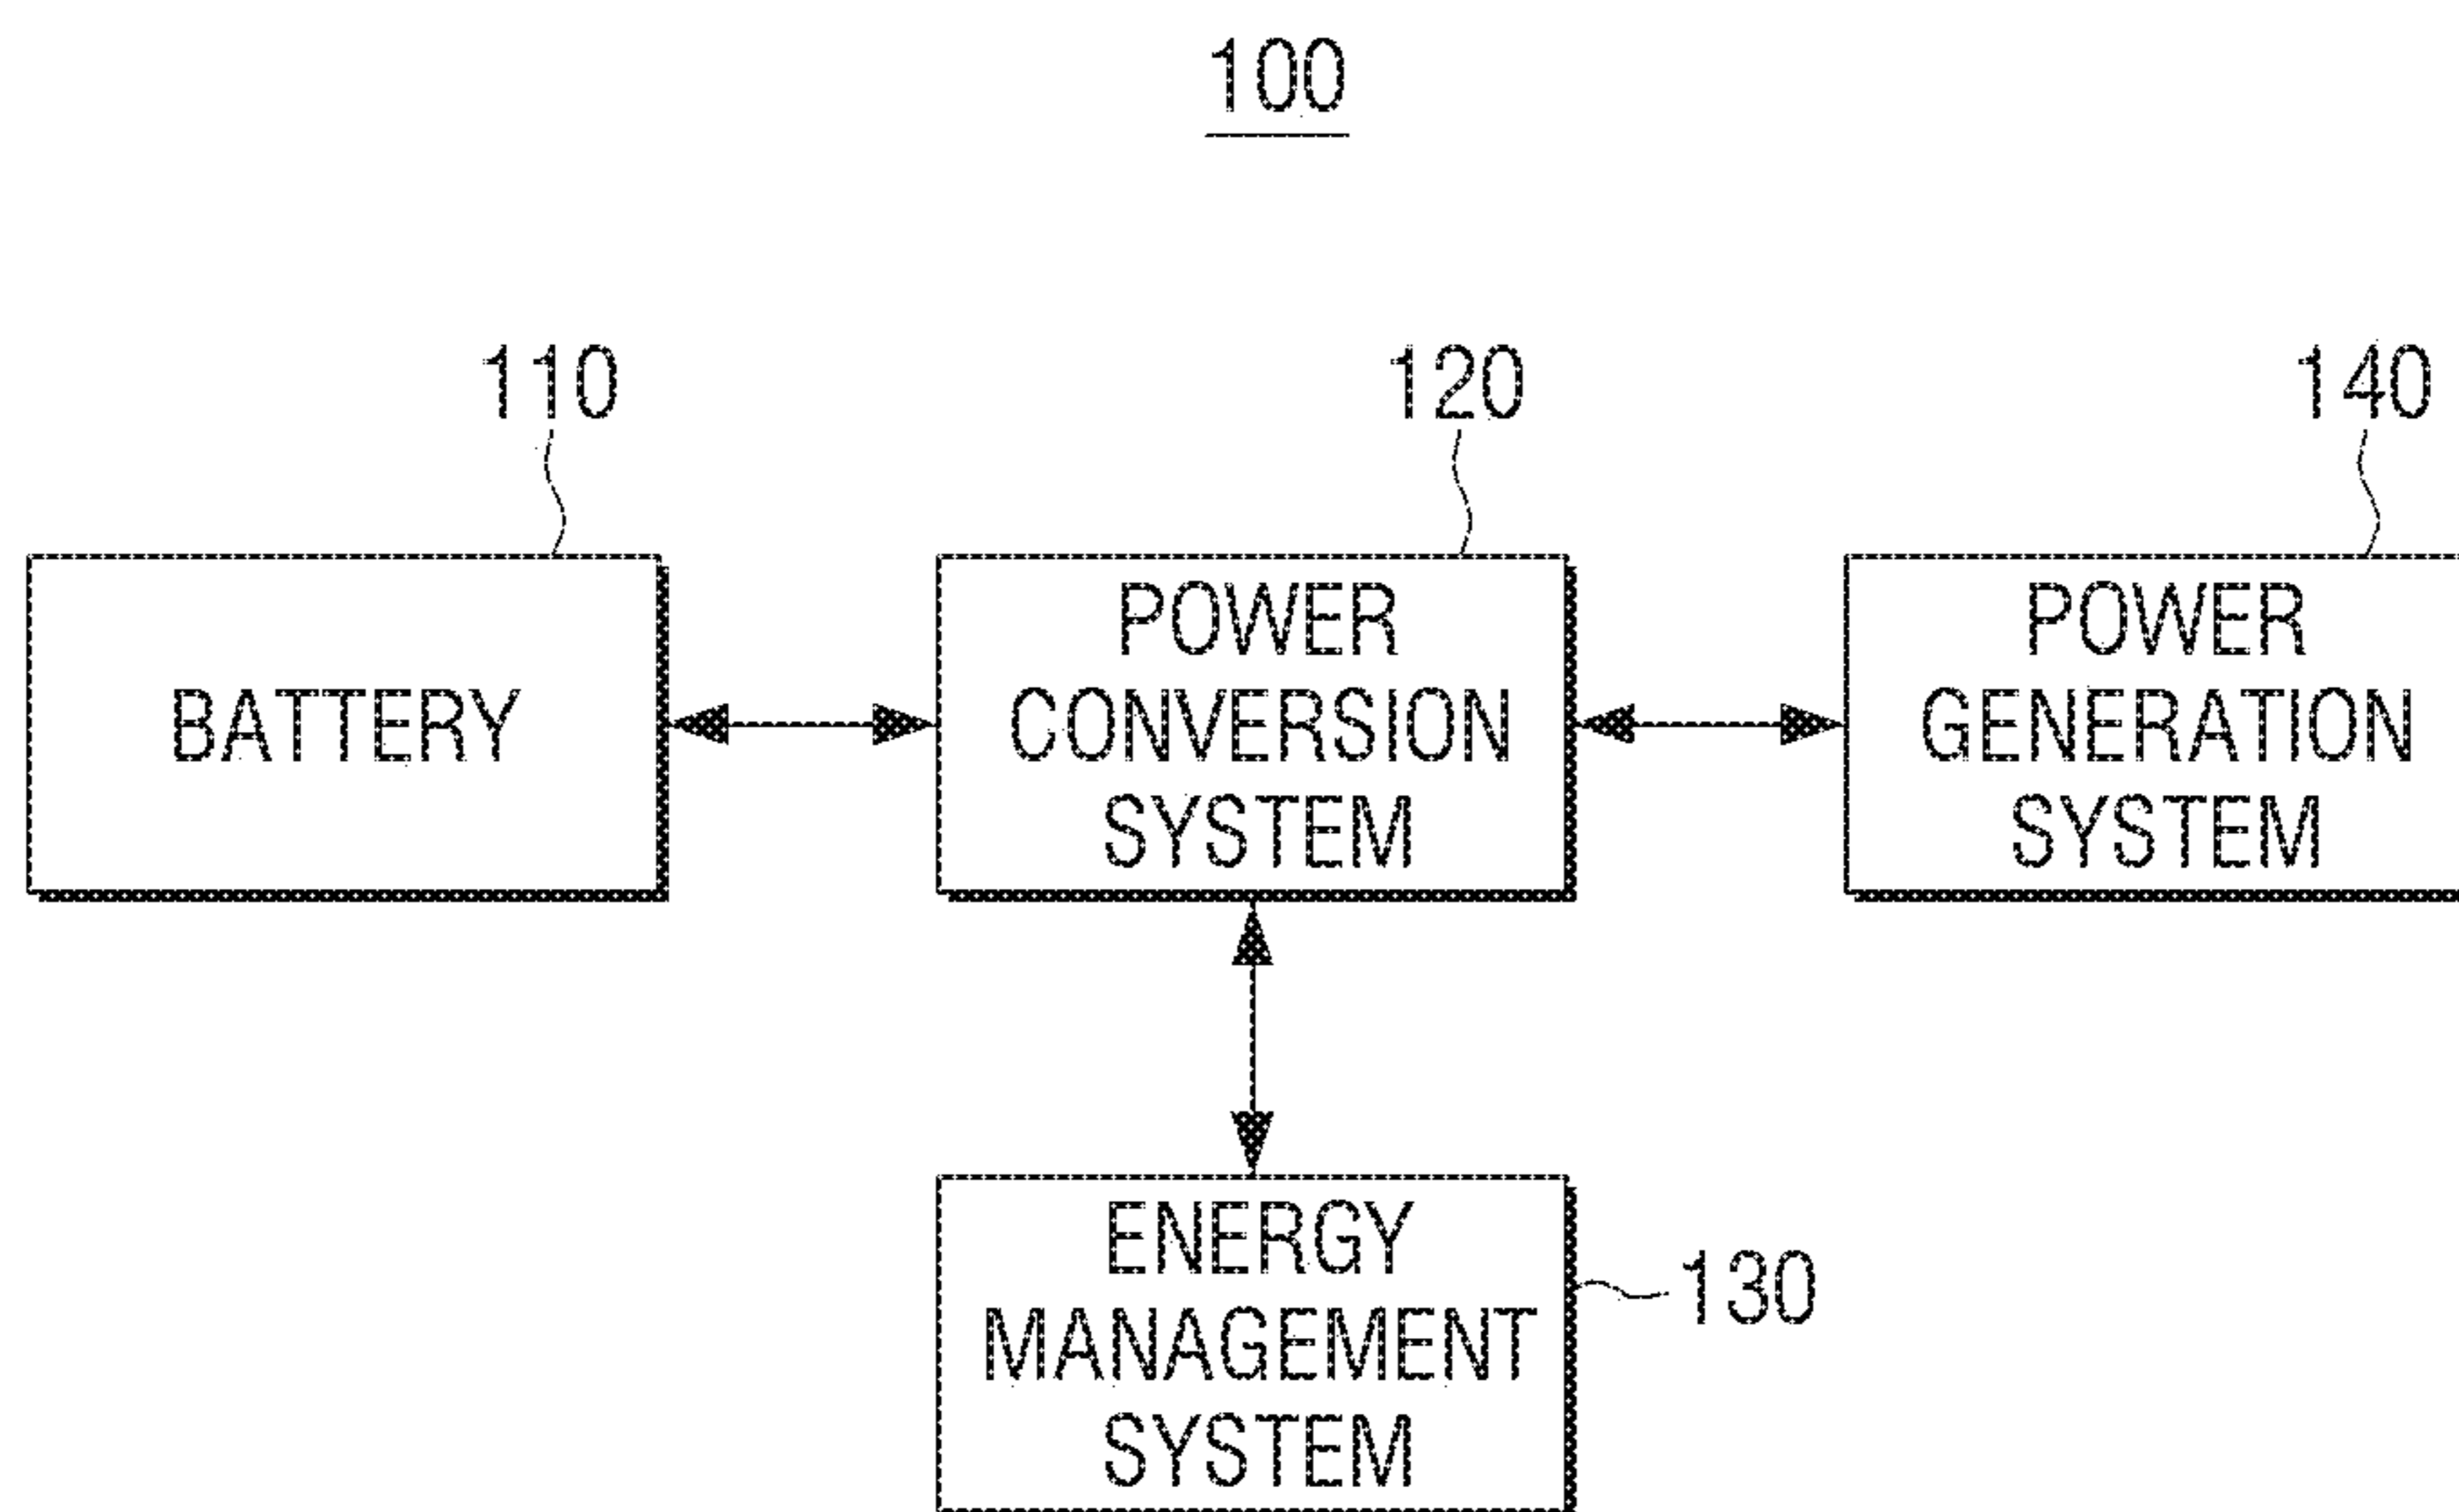 100
110
120
140
BATTERY
POWER
CONVERSION
SYSTEM
POWER
GENERATION
SYSTEM
ENERGY
MANAGEMENT
SYSTEM
130